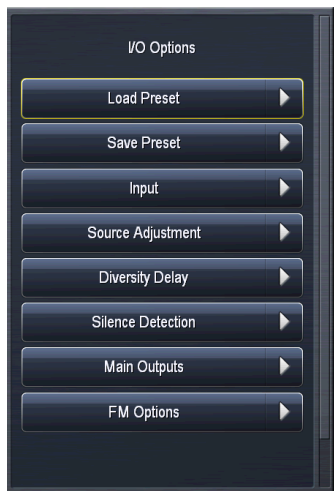 I/O Options
Load Preset
Save Preset
Input
Source Adjustment
Diversity Delay
Silence Detection
Main Outputs
FM Options